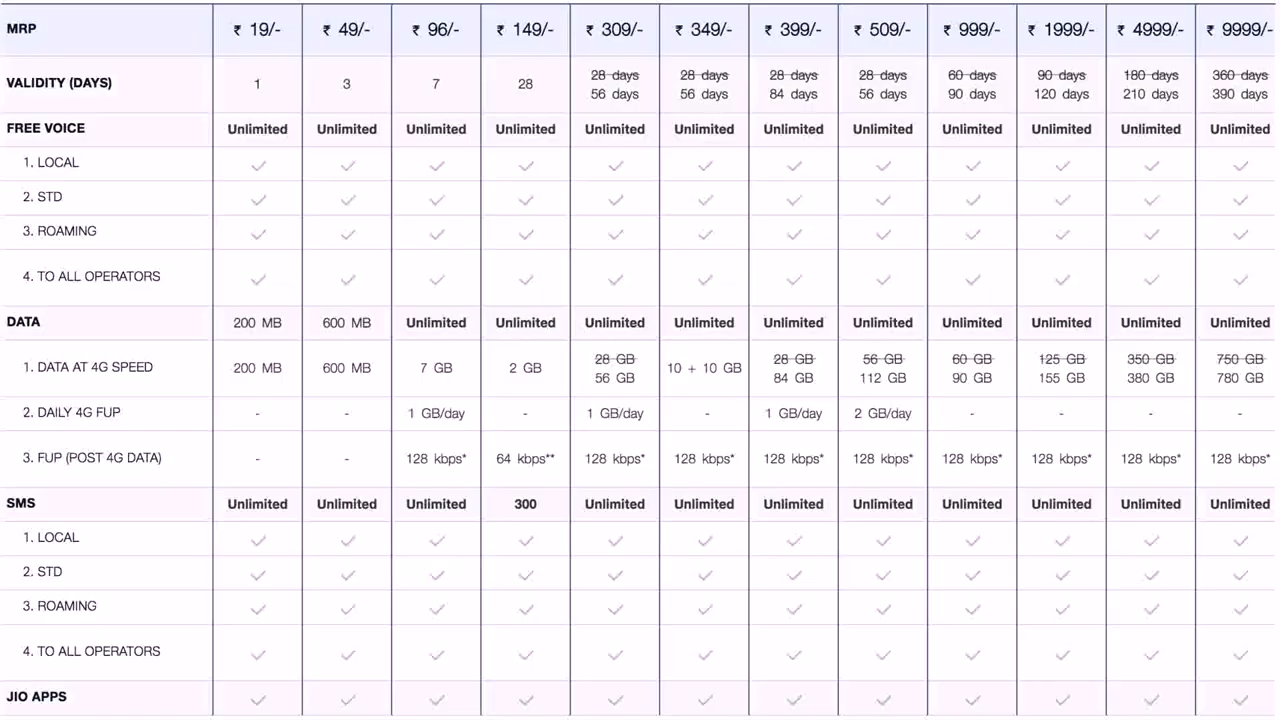 MRP ₹ 19/- ₹ 49/- ₹ 96/- ₹ 149/- ₹ 309/- ₹ 349/- ₹ 399/- ₹ 509/- ₹ 999/- ₹ 1999/- ₹ 4999/- ₹ 9999/-
28 days 28 days 28 days 28 days 60 days 90 days 180 days 360 days
VALIDITY (DAYS) 1 3 7 28 56 days 56 days 84 days 56 days 90 days 120 days 210 days 390 days
FREE VOICE Unlimited Unlimited Unlimited Unlimited Unlimited Unlimited Unlimited Unlimited Unlimited Unlimited Unlimited Unlimited
1. LOCAL
2. STD
3. ROAMING
4. TO ALL OPERATORS
DATA 200 MB 600 MB Unlimited Unlimited Unlimited Unlimited Unlimited Unlimited Unlimited Unlimited Unlimited Unlimited
28 GB 28 GB 56 GB 60 GB 125 GB 350 GB 750 GB
1. DATA AT 4G SPEED 200 MB 600 MB 7 GB 2 GB 56 GB 10 + 10 GB 84 GB 112 GB 90 GB 155 GB 380 GB 780 GB
2. DAILY 4G FUP - - 1 GB/day - 1 GB/day - 1 GB/day 2 GB/day - - - -
3. FUP (POST 4G DATA) - - 128 kbps* 64 kbps** 128 kbps* 128 kbps* 128 kbps* 128 kbps* 128 kbps* 128 kbps* 128 kbps* 128 kbps*
SMS Unlimited Unlimited Unlimited 300 Unlimited Unlimited Unlimited Unlimited Unlimited Unlimited Unlimited Unlimited
1. LOCAL
2. STD
3. ROAMING
4. TO ALL OPERATORS
JIO APPS